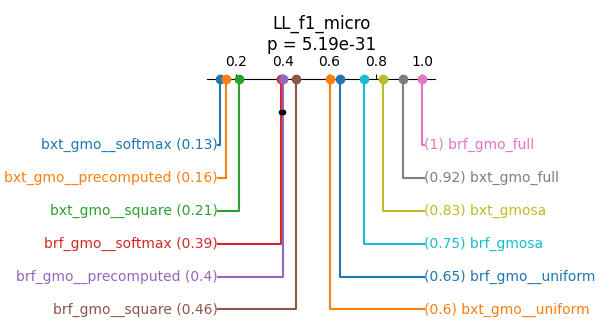 LL_f1_micro
p = 5.19e-31
0.2 0.4 0.6 0.8 1.0
bxt_gmo__softmax (0.13) (1) brf_gmo_full
bxt_gmo__precomputed (0.16) (0.92) bxt_gmo_full
bxt_gmo__square (0.21) (0.83) bxt_gmosa
brf_gmo__softmax (0.39) (0.75) brf_gmosa
brf_gmo__precomputed (0.4) (0.65) brf_gmo__uniform
brf_gmo__square (0.46) (0.6) bxt_gmo__uniform